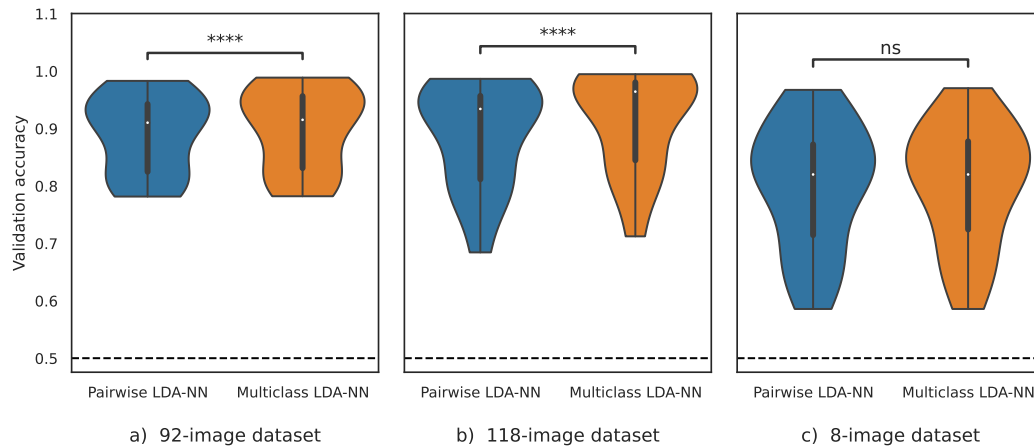 1.1
1.0
0.9
0.8
0.7
0.6
0.5
Validation accuracy
****
****
ns
Pairwise LDA-NN Multiclass LDA-NN
Pairwise LDA-NN Multiclass LDA-NN
Pairwise LDA-NN Multiclass LDA-NN
a) 92-image dataset
b) 118-image dataset
c) 8-image dataset